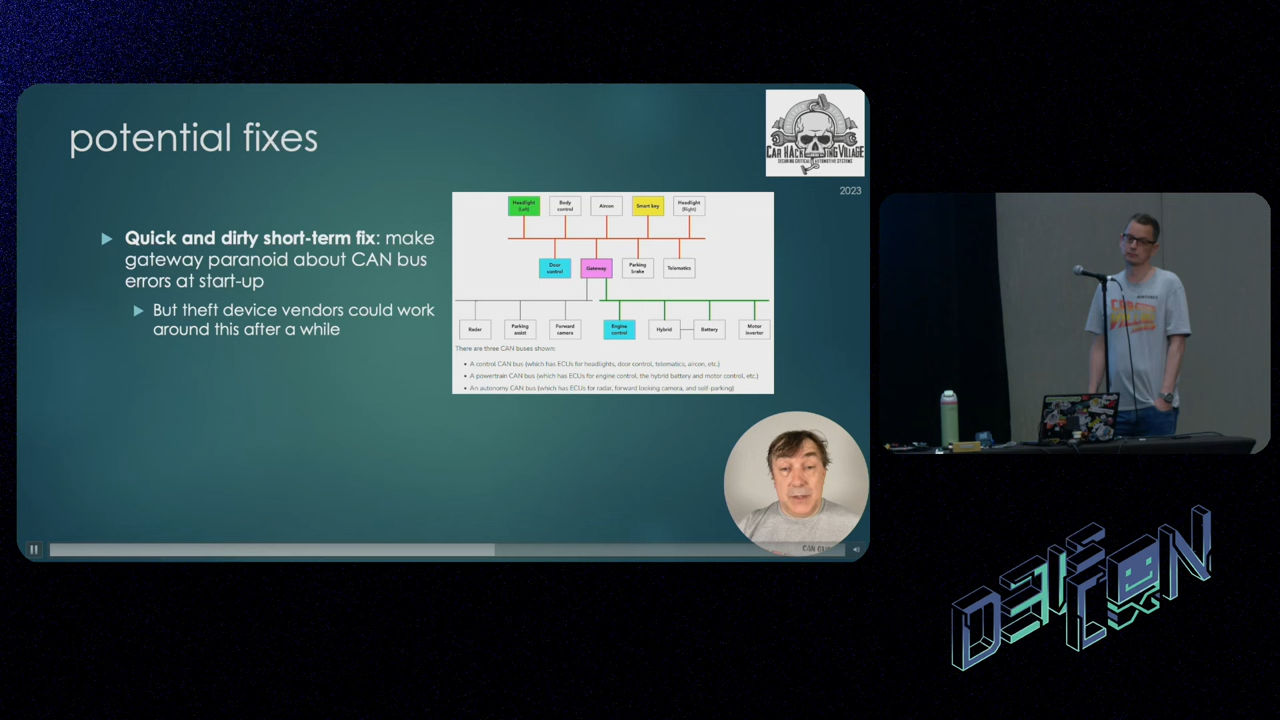 potential fixes
CAR HACKING VILLAGE
2023
Quick and dirty short-term fix: make
gateway paranoid about CAN bus
errors at start-up
But theft device vendors could work
around this after a while
Headlight
(Left)
Body
control
Aircon
Smart key
Headlight
(Right)
Door
control
Gateway
Parking
brake
Telematics
Radar
Parking
assist
Forward
camera
Engine
control
Hybrid
Battery
Motor
inverter
There are three CAN buses shown:
A control CAN bus (which has ECUs for headlights, door control, telematics, aircon, etc.)
A powertrain CAN bus (which has ECUs for engine control, the hybrid battery and motor control, etc.)
An autonomy CAN bus (which has ECUs for radar, forward looking camera, and self-parking)
DEF CON